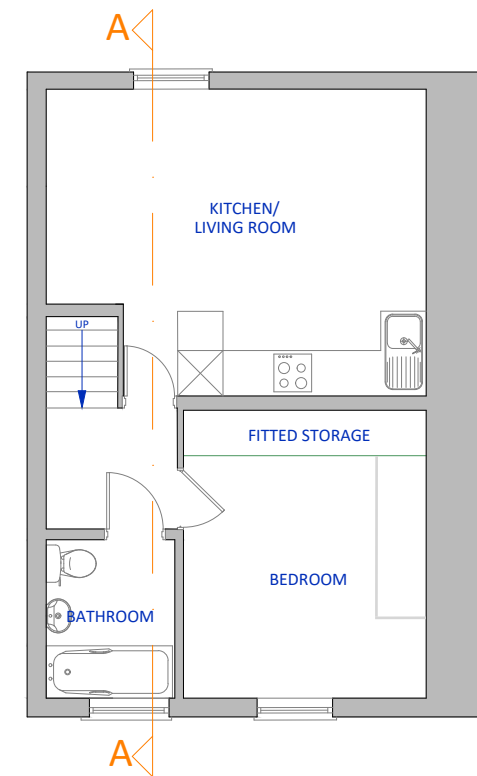 A
KITCHEN/
LIVING ROOM
UP
FITTED STORAGE
BEDROOM
BATHROOM
A